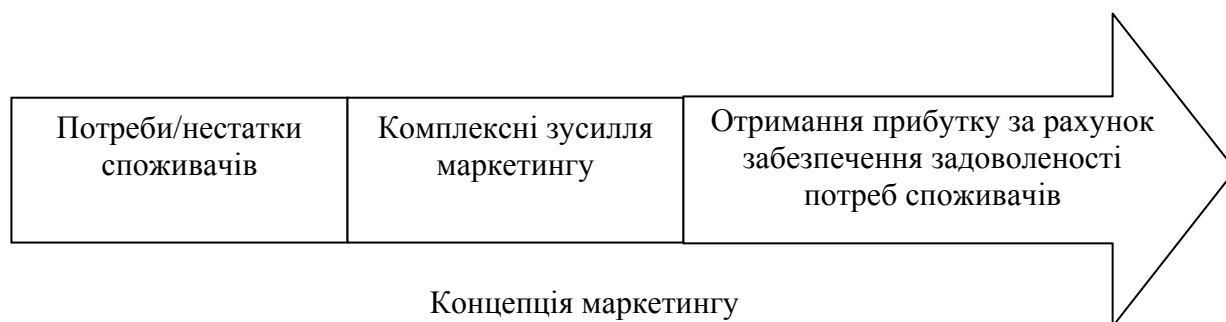 Потреби/нестатки
споживачів
Комплексні зусилля
маркетингу
Отримання прибутку за рахунок
забезпечення задоволеності
потреб споживачів
Концепція маркетингу